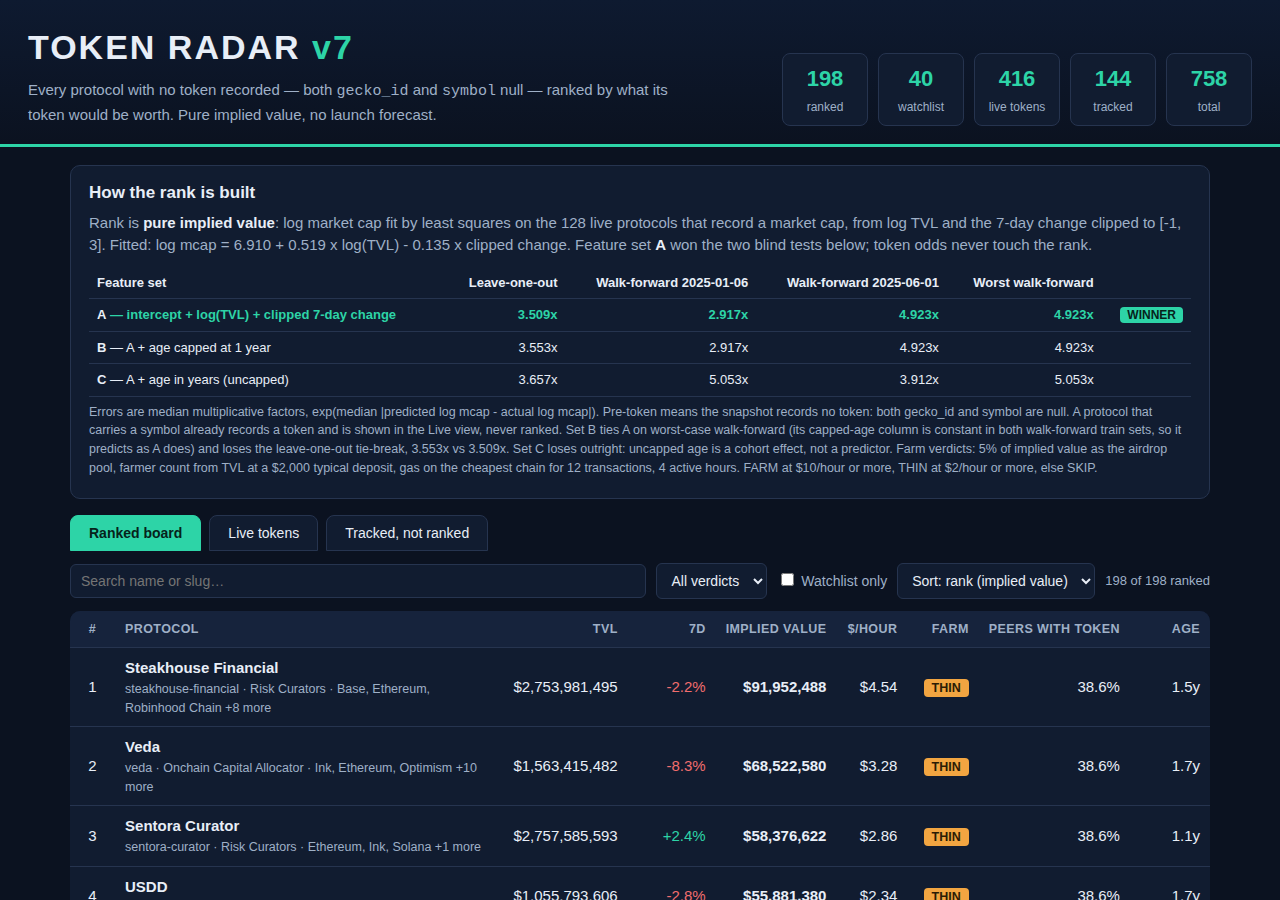 TOKEN RADAR v7
Every protocol with no token recorded — both gecko_id and symbol null — ranked by what its
token would be worth. Pure implied value, no launch forecast.
198
ranked
40
watchlist
416
live tokens
144
tracked
758
total
How the rank is built
Rank is pure implied value: log market cap fit by least squares on the 128 live protocols that record a market cap, from log TVL and the 7-day change clipped to [-1,
3]. Fitted: log mcap = 6.910 + 0.519 x log(TVL) - 0.135 x clipped change. Feature set A won the two blind tests below; token odds never touch the rank.
Feature set Leave-one-out Walk-forward 2025-01-06 Walk-forward 2025-06-01 Worst walk-forward
A — intercept + log(TVL) + clipped 7-day change 3.509x 2.917x 4.923x 4.923x WINNER
B — A + age capped at 1 year 3.553x 2.917x 4.923x 4.923x
C — A + age in years (uncapped) 3.657x 5.053x 3.912x 5.053x
Errors are median multiplicative factors, exp(median |predicted log mcap - actual log mcap|). Pre-token means the snapshot records no token: both gecko_id and symbol are null. A protocol that
carries a symbol already records a token and is shown in the Live view, never ranked. Set B ties A on worst-case walk-forward (its capped-age column is constant in both walk-forward train sets, so it
predicts as A does) and loses the leave-one-out tie-break, 3.553x vs 3.509x. Set C loses outright: uncapped age is a cohort effect, not a predictor. Farm verdicts: 5% of implied value as the airdrop
pool, farmer count from TVL at a $2,000 typical deposit, gas on the cheapest chain for 12 transactions, 4 active hours. FARM at $10/hour or more, THIN at $2/hour or more, else SKIP.
Ranked board
Live tokens
Tracked, not ranked
Search name or slug…
All verdicts
Watchlist only
Sort: rank (implied value)
198 of 198 ranked
# PROTOCOL TVL 7D IMPLIED VALUE $/HOUR FARM PEERS WITH TOKEN AGE
1 Steakhouse Financial $2,753,981,495 -2.2% $91,952,488 $4.54 THIN 38.6% 1.5y
steakhouse-financial · Risk Curators · Base, Ethereum,
Robinhood Chain +8 more
2 Veda $1,563,415,482 -8.3% $68,522,580 $3.28 THIN 38.6% 1.7y
veda · Onchain Capital Allocator · Ink, Ethereum, Optimism +10
more
3 Sentora Curator $2,757,585,593 +2.4% $58,376,622 $2.86 THIN 38.6% 1.1y
sentora-curator · Risk Curators · Ethereum, Ink, Solana +1 more
4 USDD $1,055,793,606 -2.8% $55,881,380 $2.34 THIN 38.6% 1.7y